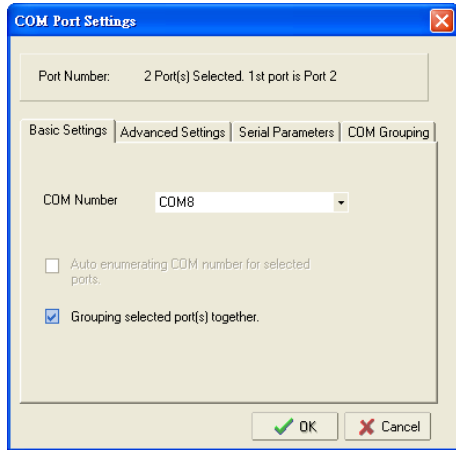 COM Port Settings
Port Number: 2 Port(s) Selected. 1st port is Port 2
Basic Settings Advanced Settings Serial Parameters COM Grouping
COM Number COM8
Auto enumerating COM number for selected
ports.
Grouping selected port(s) together.
OK Cancel